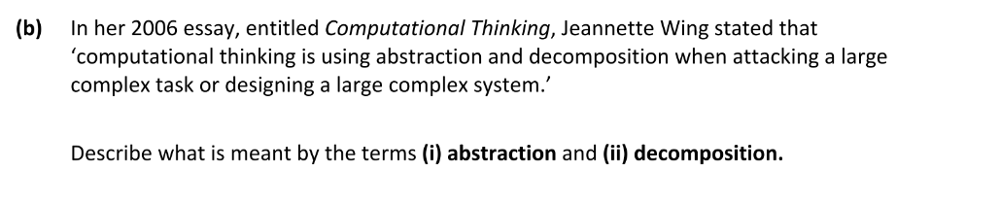 (b) In her 2006 essay, entitled Computational Thinking, Jeannette Wing stated that
‘computational thinking is using abstraction and decomposition when attacking a large
complex task or designing a large complex system.’
Describe what is meant by the terms (i) abstraction and (ii) decomposition.